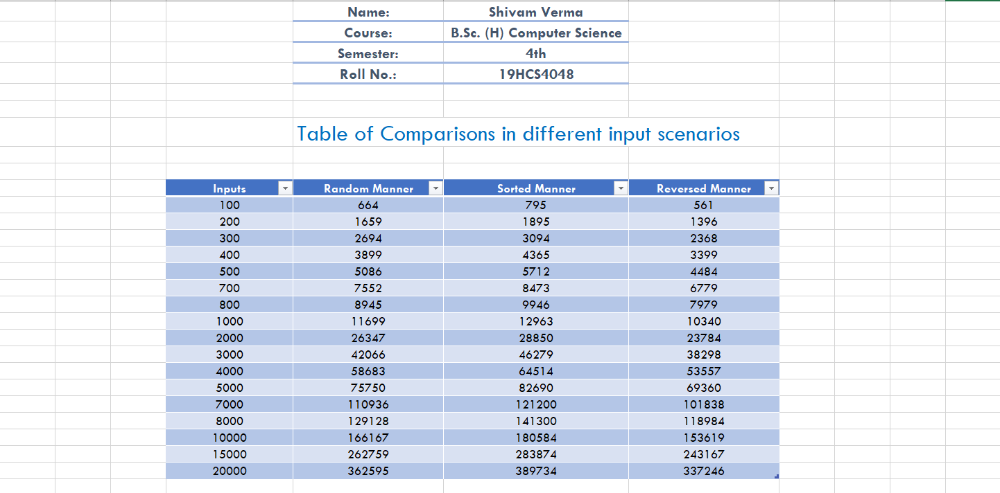 Name: Shivam Verma
Course: B.Sc. (H) Computer Science
Semester: 4th
Roll No.: 19HCS4048
Table of Comparisons in different input scenarios
Inputs Random Manner Sorted Manner Reversed Manner
100 664 795 561
200 1659 1895 1396
300 2694 3094 2368
400 3899 4365 3399
500 5086 5712 4484
700 7552 8473 6779
800 8945 9946 7979
1000 11699 12963 10340
2000 26347 28850 23784
3000 42066 46279 38298
4000 58683 64514 53557
5000 75750 82690 69360
7000 110936 121200 101838
8000 129128 141300 118984
10000 166167 180584 153619
15000 262759 283874 243167
20000 362595 389734 337246